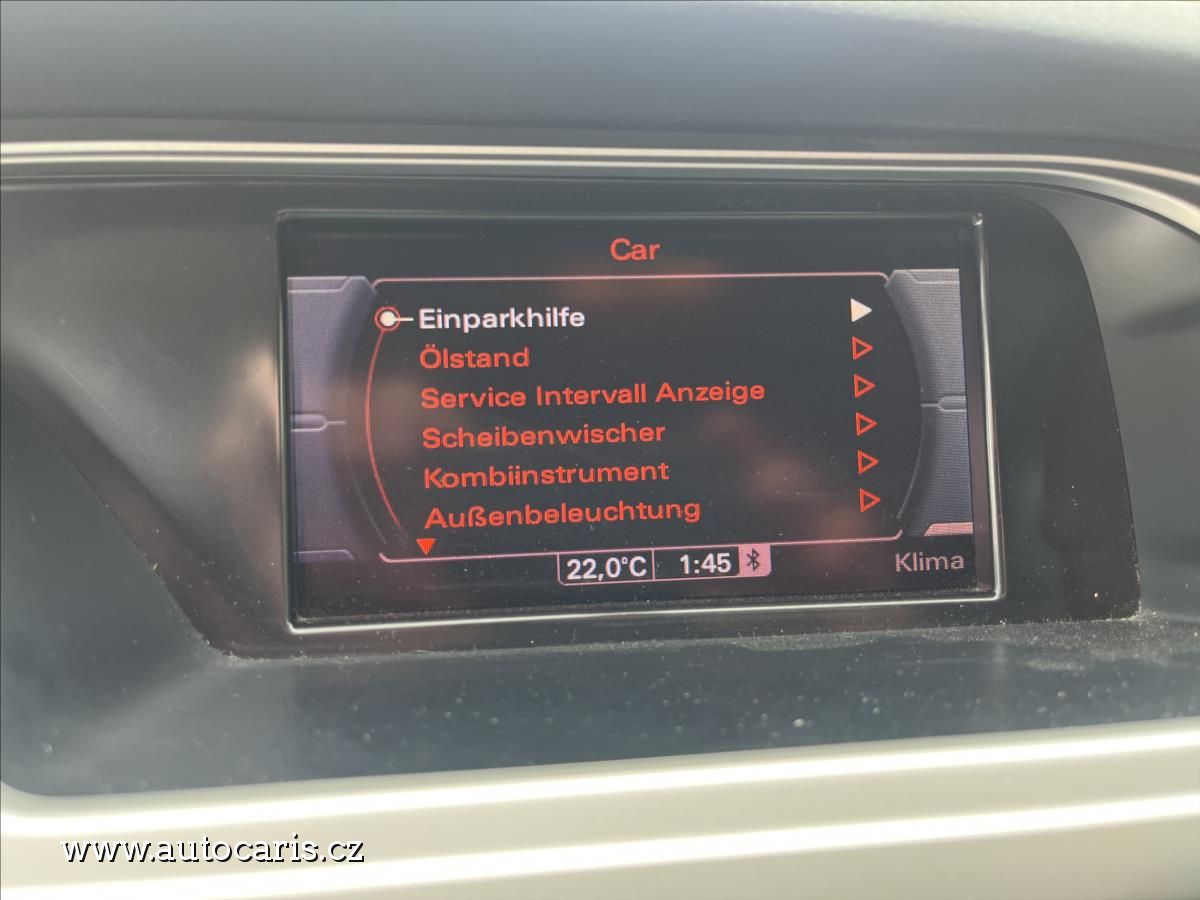 Car
Einparkhilfe
Ölstand
Service Intervall Anzeige
Scheibenwischer
Kombiinstrument
Außenbeleuchtung
22,0°C 1:45 Klima
www.autocaris.cz